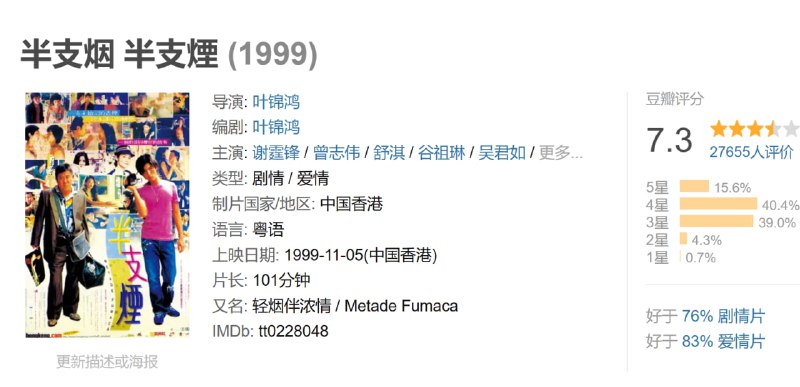 半支烟 半支煙 (1999)
导演: 叶锦鸿
编剧: 叶锦鸿
主演: 谢霆锋 / 曾志伟 / 舒淇 / 谷祖琳 / 吴君如 / 更多...
类型: 剧情 / 爱情
制片国家/地区: 中国香港
语言: 粤语
上映日期: 1999-11-05(中国香港)
片长: 101分钟
又名: 轻烟伴浓情 / Metade Fumaca
IMDb: tt0228048
半支煙
更新描述或海报
豆瓣评分
7.3
27655人评价
5星 15.6%
4星 40.4%
3星 39.0%
2星 4.3%
1星 0.7%
好于 76% 剧情片
好于 83% 爱情片